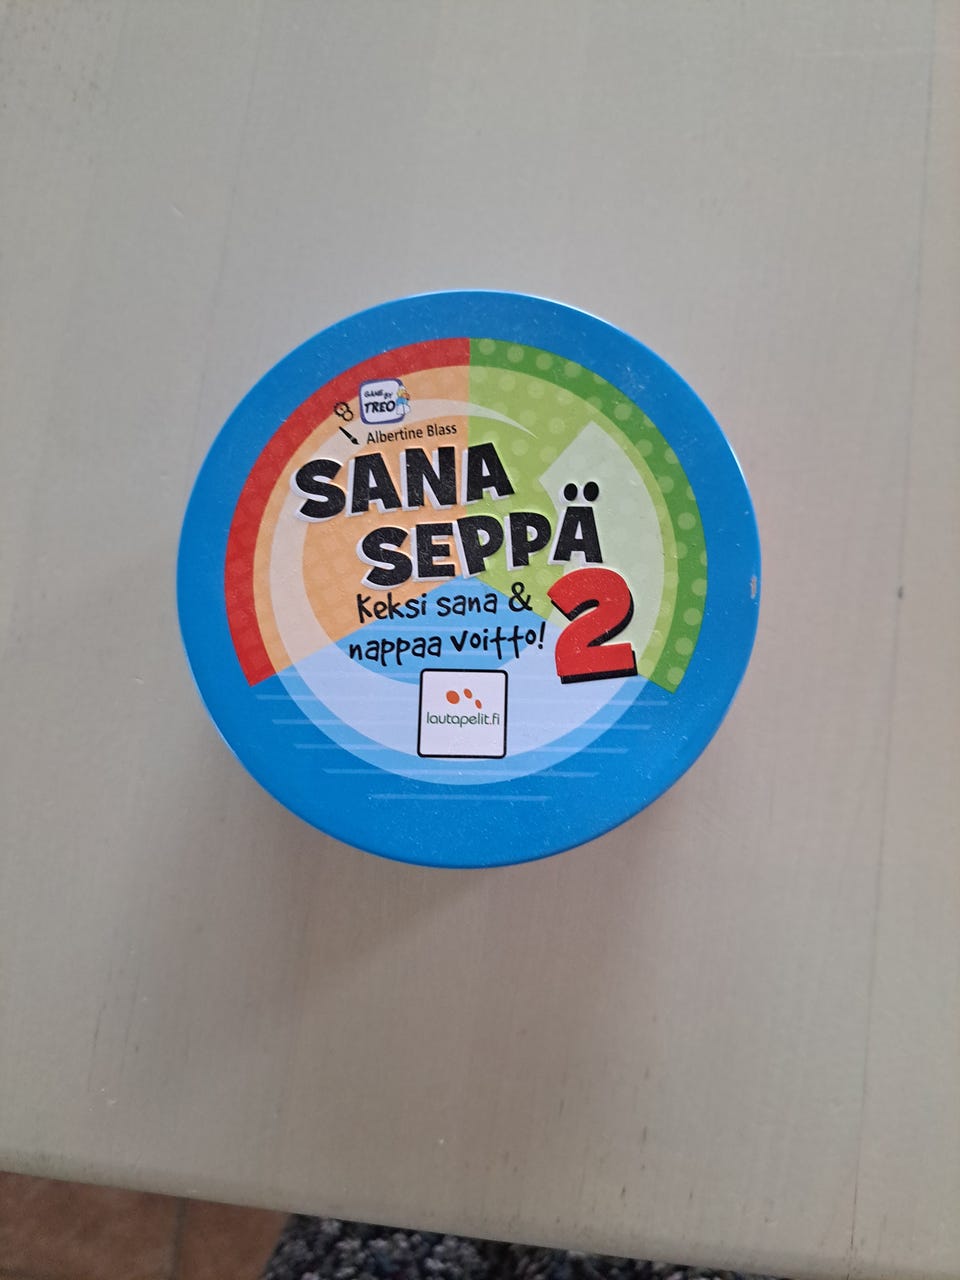 GAME BY
TREO
Albertine Blass
SANA
SEPPÄ
2
Keksi sana &
nappaa voitto!
lautapelit.fi